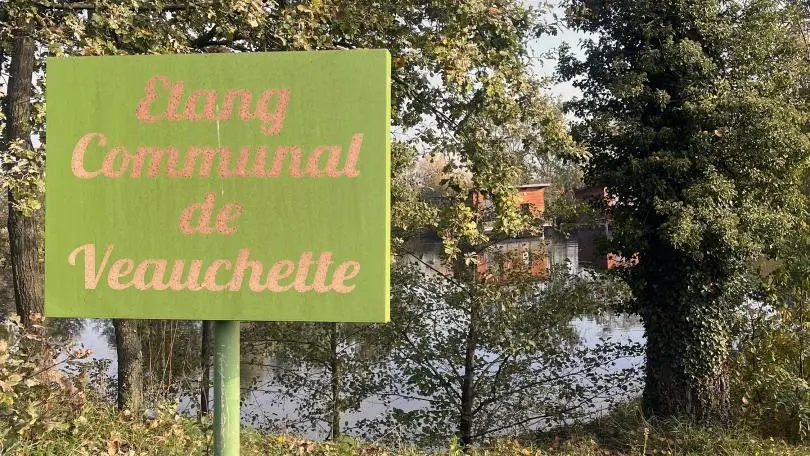 Etang
Communal
de
Veauchette